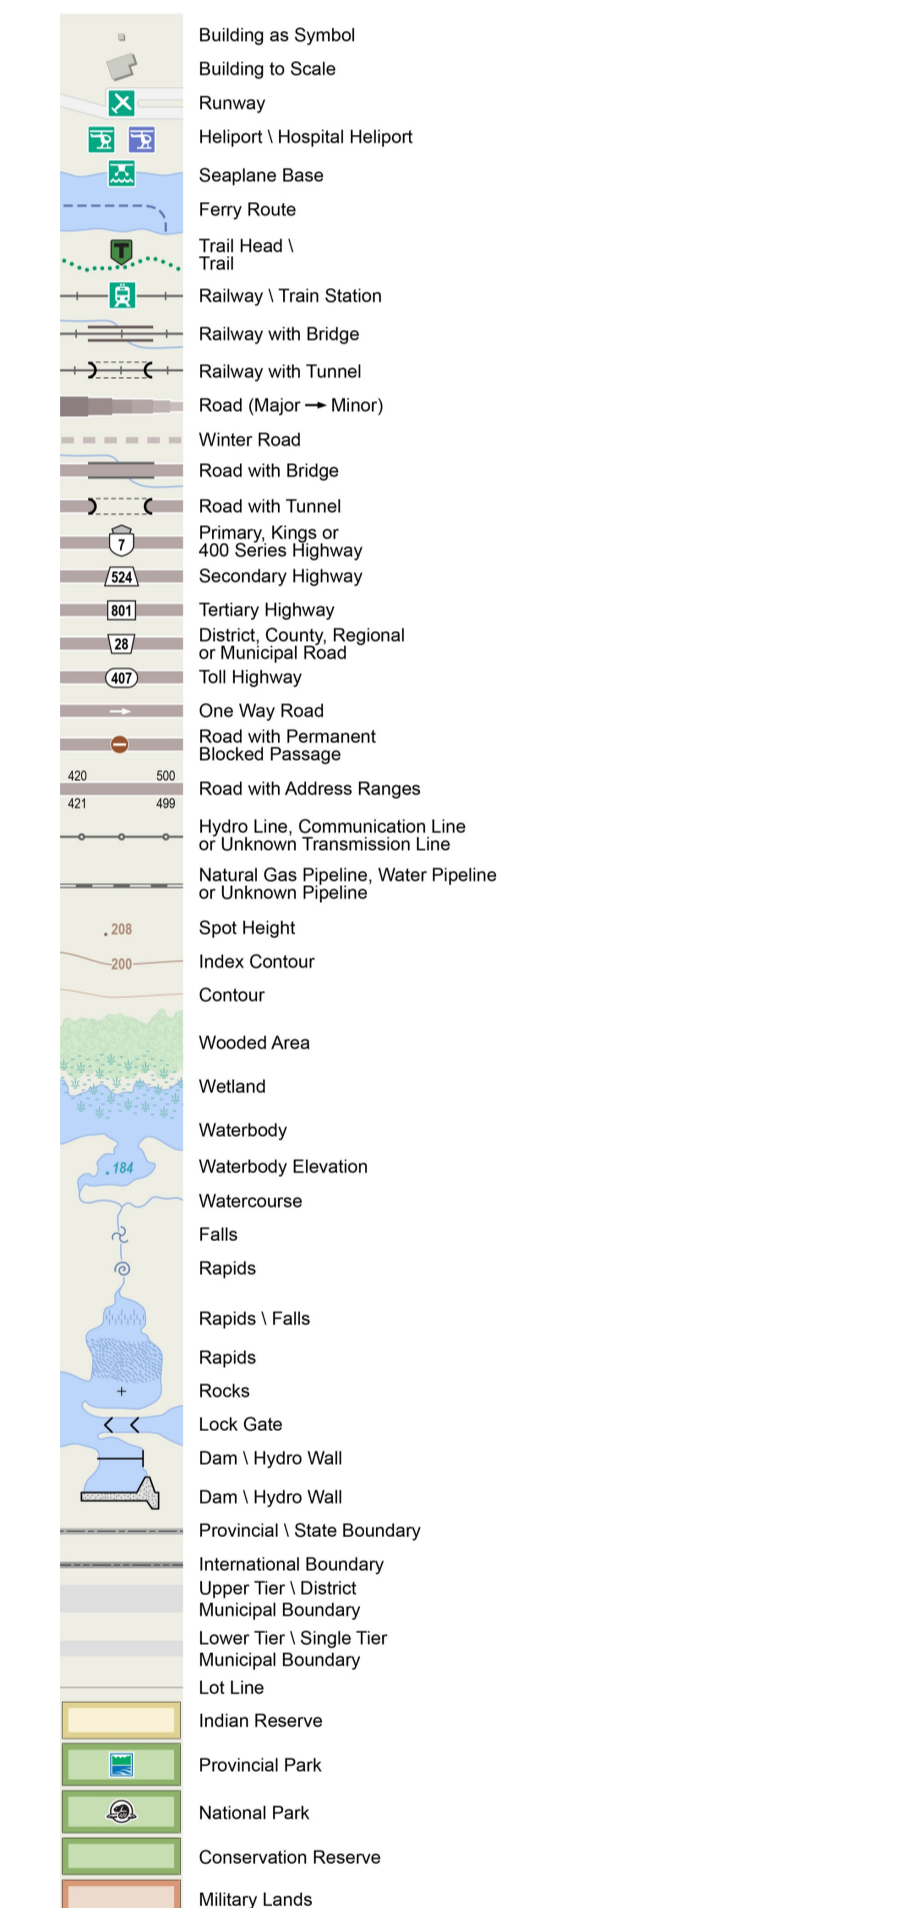 Building as Symbol
Building to Scale
Runway
Heliport \ Hospital Heliport
Seaplane Base
Ferry Route
T
Trail Head \
Trail
Railway \ Train Station
Railway with Bridge
Railway with Tunnel
Road (Major → Minor)
Winter Road
Road with Bridge
Road with Tunnel
7
Primary, Kings or
400 Series Highway
524
Secondary Highway
801
Tertiary Highway
28
District, County, Regional
or Municipal Road
407
Toll Highway
One Way Road
Road with Permanent
Blocked Passage
420 500
Road with Address Ranges
421 499
Hydro Line, Communication Line
or Unknown Transmission Line
Natural Gas Pipeline, Water Pipeline
or Unknown Pipeline
.208
Spot Height
200
Index Contour
Contour
Wooded Area
Wetland
Waterbody
.184
Waterbody Elevation
Watercourse
Falls
Rapids
Rapids \ Falls
Rapids
Rocks
Lock Gate
Dam \ Hydro Wall
Dam \ Hydro Wall
Provincial \ State Boundary
International Boundary
Upper Tier \ District
Municipal Boundary
Lower Tier \ Single Tier
Municipal Boundary
Lot Line
Indian Reserve
Provincial Park
National Park
Conservation Reserve
Military Lands